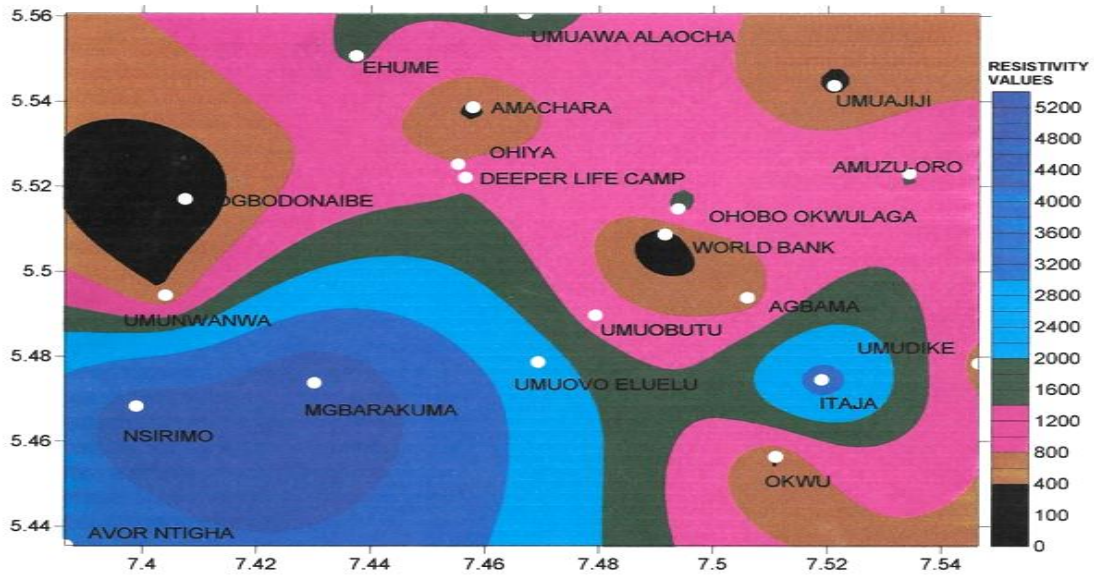 5.56
UMUAWA ALAOCHA
EHUME
RESISTIVITY
VALUES
5.54
AMACHARA
UMUAJIJI
5200
4800
OHIYA
4400
5.52
DEEPER LIFE CAMP
AMUZU-ORO
OGBODONAIBE
OHOBO OKWULAGA
4000
WORLD BANK
3600
5.5
3200
UMUNWANWA
AGBAMA
2800
UMUOBUTU
2400
5.48
UMUDIKE
UMUOVO ELUELU
2000
MGBARAKUMA
ITAJA
1600
NSIRIMO
1200
5.46
800
OKWU
400
100
5.44
AVOR NTIGHA
0
7.4 7.42 7.44 7.46 7.48 7.5 7.52 7.54